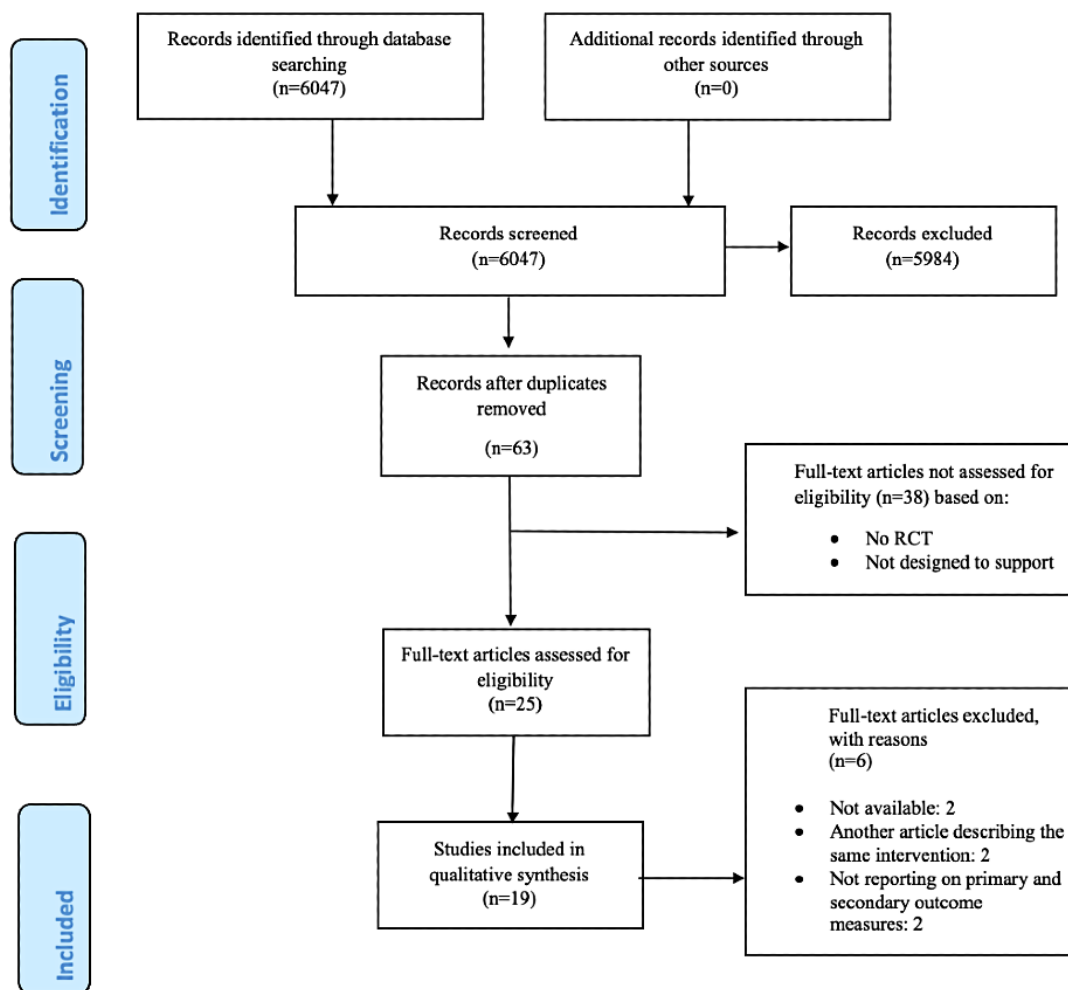 Identification
Records identified through database
searching
(n=6047)
Additional records identified through
other sources
(n=0)
Records screened
(n=6047)
Records excluded
(n=5984)
Screening
Records after duplicates
removed
(n=63)
Full-text articles not assessed for
eligibility (n=38) based on:
• No RCT
• Not designed to support
Eligibility
Full-text articles assessed for
eligibility
(n=25)
Full-text articles excluded,
with reasons
(n=6)
• Not available: 2
• Another article describing the
same intervention: 2
• Not reporting on primary and
secondary outcome
measures: 2
Included
Studies included in
qualitative synthesis
(n=19)